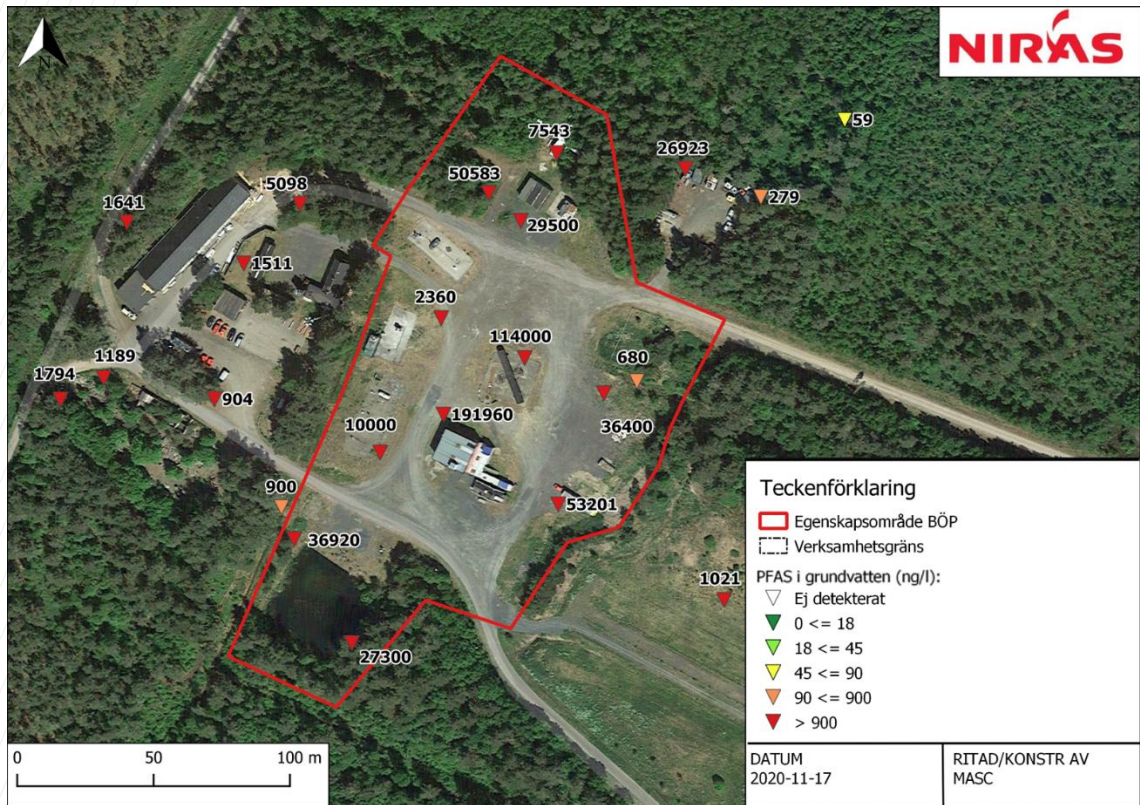 NIRAS
N
59
7543
26923
50583
279
5098
1641
29500
1511
2360
114000
680
1189
1794
904
191960
36400
10000
900
53201
36920
1021
27300
Teckenförklaring
Egenskapsområde BÖP
Verksamhetsgräns
PFAS i grundvatten (ng/l):
Ej detekterat
0 <= 18
18 <= 45
45 <= 90
90 <= 900
> 900
0 50 100 m
DATUM
2020-11-17
RITAD/KONSTR AV
MASC